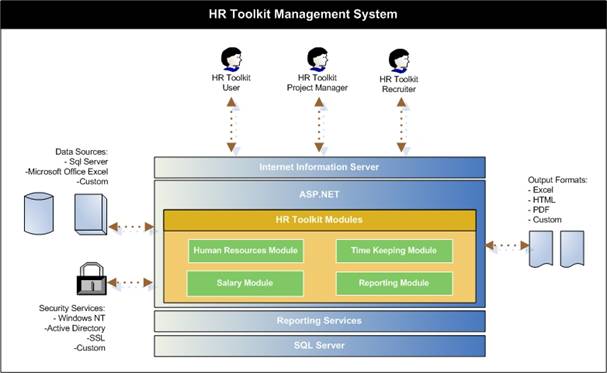 HR Toolkit Management System
HR Toolkit
User
HR Toolkit
Project Manager
HR Toolkit
Recruiter
Data Sources:
- Sql Server
-Microsoft Office Excel
- Custom
Internet Information Server
ASP.NET
HR Toolkit Modules
Human Resources Module
Time Keeping Module
Salary Module
Reporting Module
Output Formats:
- Excel
- HTML
- PDF
- Custom
Security Services:
- Windows NT
-Active Directory
-SSL
-Custom
Reporting Services
SQL Server